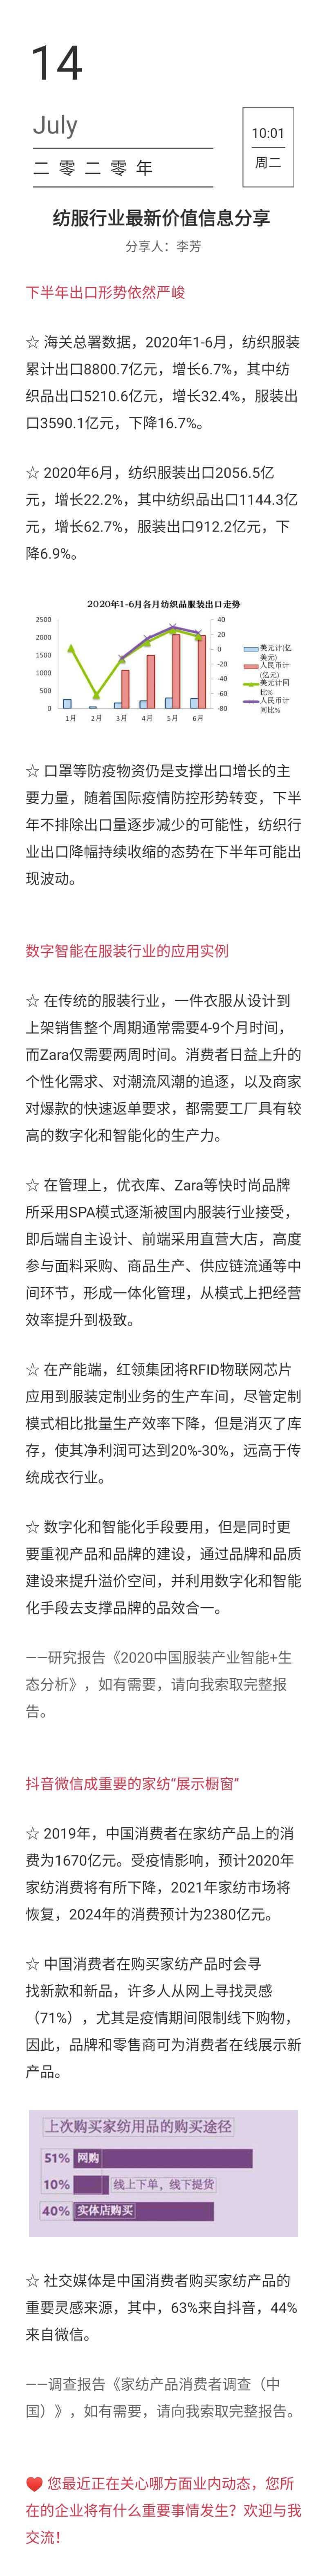 14
July
二零二零年
10:01
周二
纺服行业最新价值信息分享
分享人：李芳
下半年出口形势依然严峻
☆ 海关总署数据，2020年1-6月，纺织服装
累计出口8800.7亿元，增长6.7%，其中纺
织品出口5210.6亿元，增长32.4%，服装出
口3590.1亿元，下降16.7%。
☆ 2020年6月，纺织服装出口2056.5亿
元，增长22.2%，其中纺织品出口1144.3亿
元，增长62.7%，服装出口912.2亿元，下
降6.9%。
2020年1-6月各月纺织品服装出口走势
2500
2000
1500
1000
500
0
40
20
0
-20
-40
-60
-80
1月 2月 3月 4月 5月 6月
美元计(亿
美元)
人民币计
(亿元)
美元计同
比%
人民币计
同比%
☆ 口罩等防疫物资仍是支撑出口增长的主
要力量，随着国际疫情防控形势转变，下半
年不排除出口量逐步减少的可能性，纺织行
业出口降幅持续收缩的态势在下半年可能出
现波动。
数字智能在服装行业的应用实例
☆ 在传统的服装行业，一件衣服从设计到
上架销售整个周期通常需要4-9个月时间，
而Zara仅需要两周时间。消费者日益上升的
个性化需求、对潮流风潮的追逐，以及商家
对爆款的快速返单要求，都需要工厂具有较
高的数字化和智能化的生产力。
☆ 在管理上，优衣库、Zara等快时尚品牌
所采用SPA模式逐渐被国内服装行业接受，
即后端自主设计、前端采用直营大店，高度
参与面料采购、商品生产、供应链流通等中
间环节，形成一体化管理，从模式上把经营
效率提升到极致。
☆ 在产能端，红领集团将RFID物联网芯片
应用到服装定制业务的生产车间，尽管定制
模式相比批量生产效率下降，但是消灭了库
存，使其净利润可达到20%-30%，远高于传
统成衣行业。
☆ 数字化和智能化手段要用，但是同时更
要重视产品和品牌的建设，通过品牌和品质
建设来提升溢价空间，并利用数字化和智能
化手段去支撑品牌的品效合一。
——研究报告《2020中国服装产业智能+生
态分析》，如有需要，请向我索取完整报
告。
抖音微信成重要的家纺"展示橱窗"
☆ 2019年，中国消费者在家纺产品上的消
费为1670亿元。受疫情影响，预计2020年
家纺消费将有所下降，2021年家纺市场将
恢复，2024年的消费预计为2380亿元。
☆ 中国消费者在购买家纺产品时会寻
找新款和新品，许多人从网上寻找灵感
（71%），尤其是疫情期间限制线下购物，
因此，品牌和零售商可为消费者在线展示新
产品。
上次购买家纺用品的购买途径
51% 网购
10% 线上下单，线下提货
40% 实体店购买
☆ 社交媒体是中国消费者购买家纺产品的
重要灵感来源，其中，63%来自抖音，44%
来自微信。
——调查报告《家纺产品消费者调查（中
国）》，如有需要，请向我索取完整报告。
♥ 您最近正在关心哪方面业内动态，您所
在的企业将有什么重要事情发生？欢迎与我
交流！